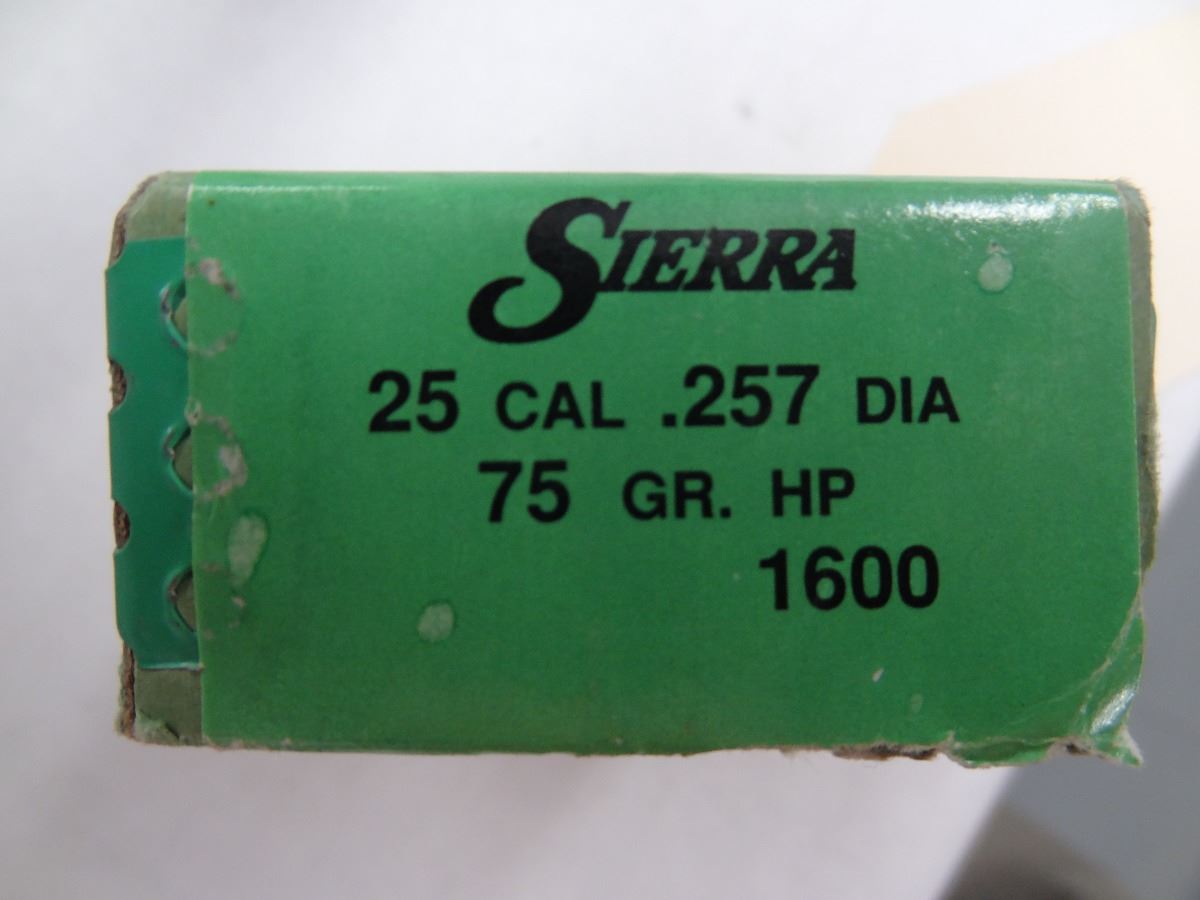 SIERRA
25 CAL .257 DIA
75 GR. HP
1600